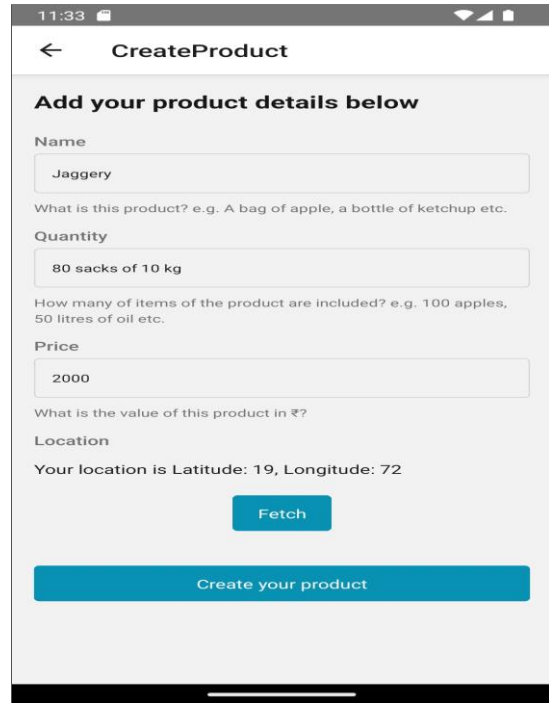 11:33
CreateProduct
Add your product details below
Name
Jaggery
What is this product? e.g. A bag of apple, a bottle of ketchup etc.
Quantity
80 sacks of 10 kg
How many of items of the product are included? e.g. 100 apples,
50 litres of oil etc.
Price
2000
What is the value of this product in ₹?
Location
Your location is Latitude: 19, Longitude: 72
Fetch
Create your product